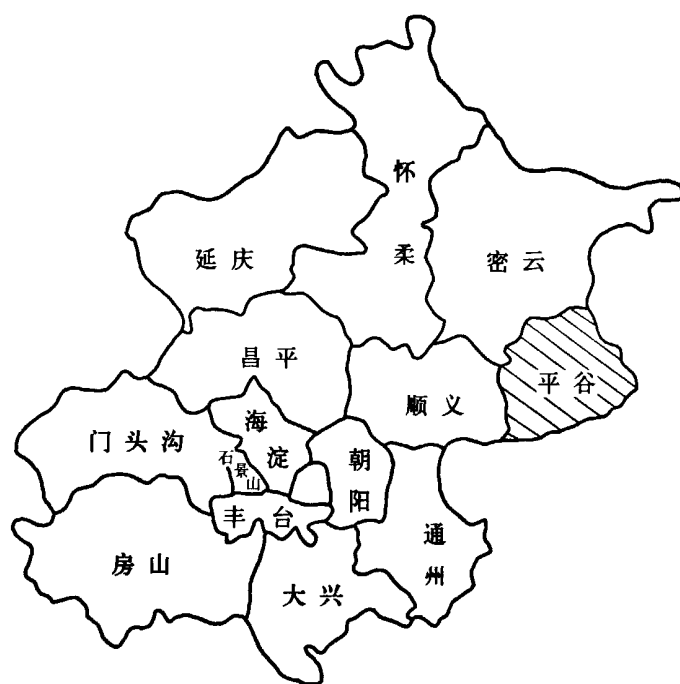 怀柔
延庆
密云
昌平
平谷
顺义
海淀
门头沟
石景山
朝阳
丰台
通州
房山
大兴